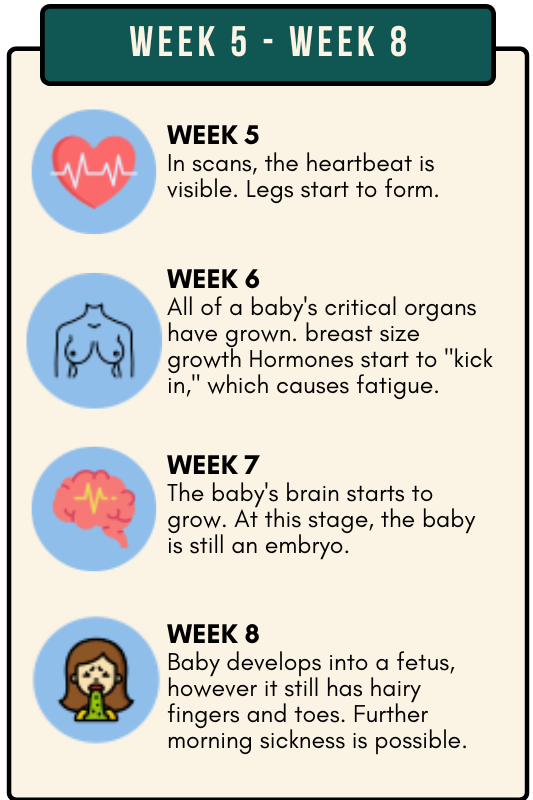 WEEK 5 - WEEK 8
WEEK 5
In scans, the heartbeat is
visible. Legs start to form.
WEEK 6
All of a baby's critical organs
have grown. breast size
growth Hormones start to "kick
in," which causes fatigue.
WEEK 7
The baby's brain starts to
grow. At this stage, the baby
is still an embryo.
WEEK 8
Baby develops into a fetus,
however it still has hairy
fingers and toes. Further
morning sickness is possible.